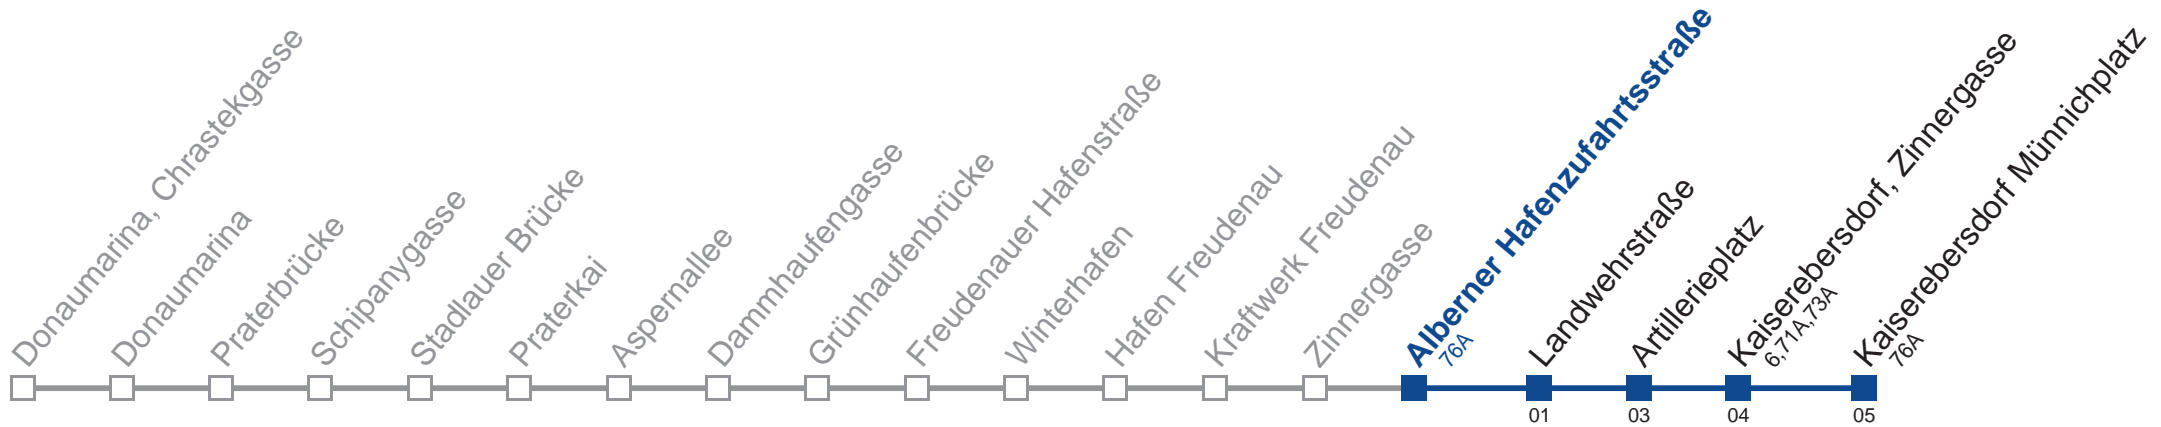 Donaumarina, Chrastekgasse
Donaumarina
Praterbrücke
Schipanygasse
Stadlauer Brücke
Praterkai
Aspernallee
Dammhaufengasse
Grünhaufenbrücke
Freudenauer Hafenstraße
Winterhafen
Hafen Freudenau
Kraftwerk Freudenau
Zinnergasse
Alberner Hafenzufahrtsstraße
76A
Landwehrstraße
Artillerieplatz
Kaiserebersdorf, Zinnergasse
6,71A,73A
Kaiserebersdorf Münnichplatz
76A
01
03
04
05